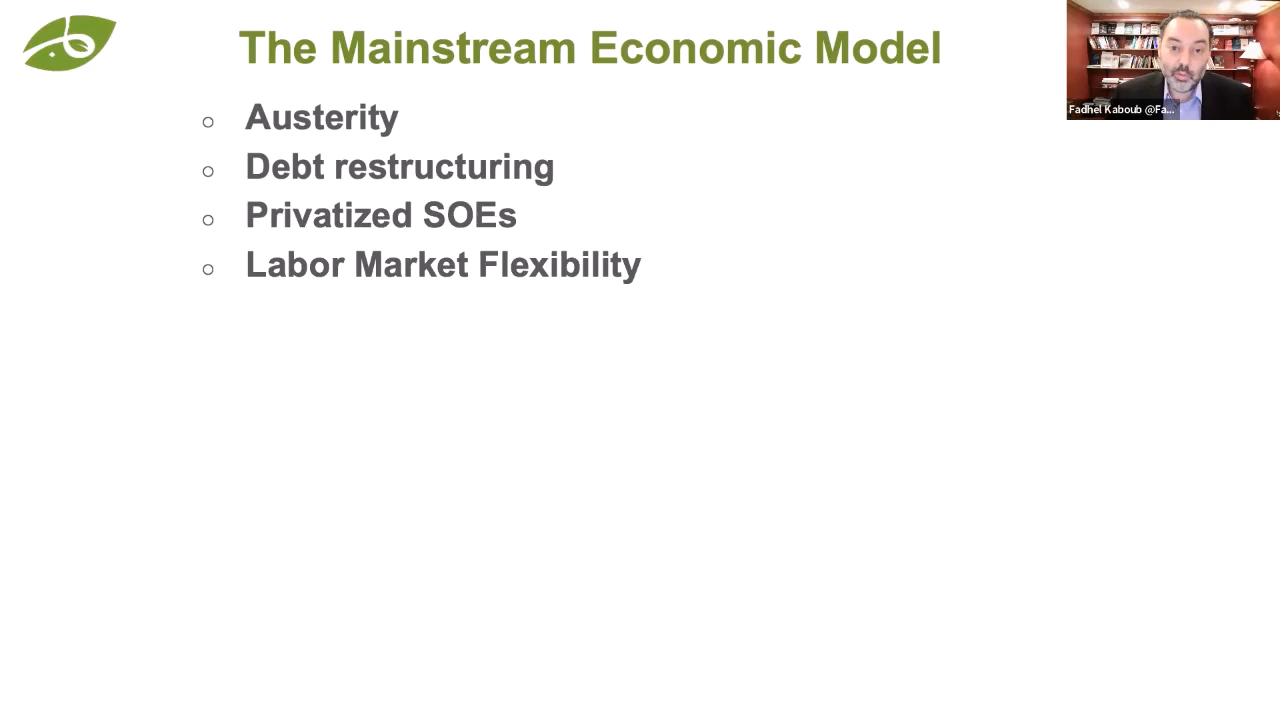 The Mainstream Economic Model
Austerity
Debt restructuring
Privatized SOEs
Labor Market Flexibility
Fadhel Kaboub @Fa...